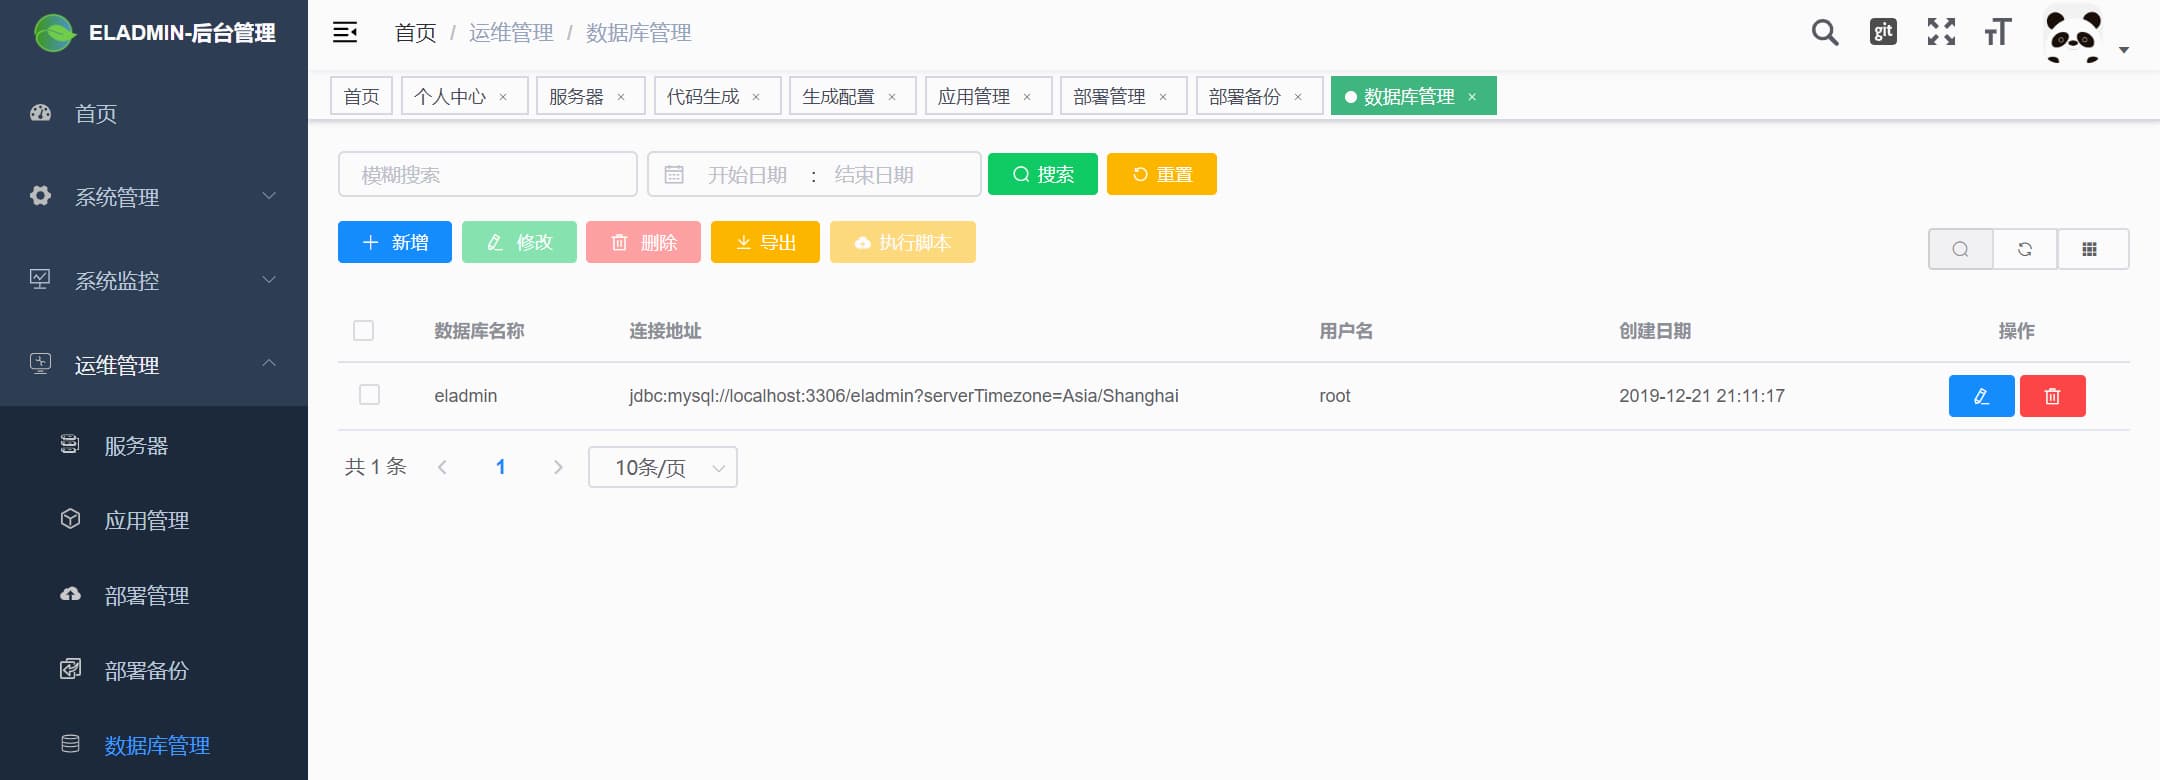 ELADMIN-后台管理
首页
系统管理
系统监控
运维管理
服务器
应用管理
部署管理
部署备份
数据库管理
首页 / 运维管理 / 数据库管理
git
首页 个人中心 × 服务器 × 代码生成 × 生成配置 × 应用管理 × 部署管理 × 部署备份 × 数据库管理 ×
模糊搜索 开始日期 : 结束日期 搜索 重置
新增 修改 删除 导出 执行脚本
数据库名称 连接地址 用户名 创建日期 操作
eladmin jdbc:mysql://localhost:3306/eladmin?serverTimezone=Asia/Shanghai root 2019-12-21 21:11:17
共 1 条 1 10条/页